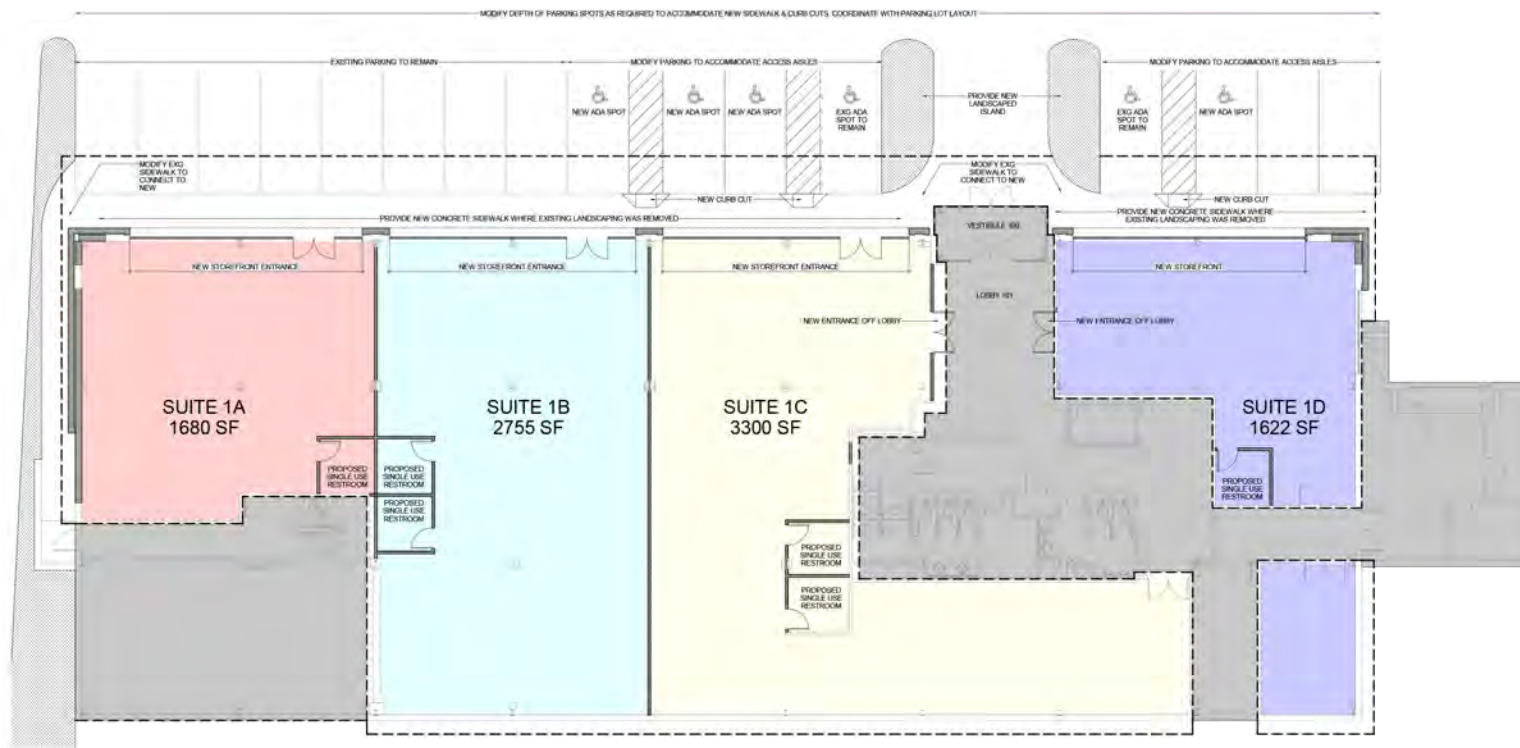 MODIFY DEPTH OF PARKING SPOTS AS REQUIRED TO ACCOMMODATE NEW SIDEWALK & CURB CUTS. COORDINATE WITH PARKING LOT LAYOUT
EXISTING PARKING TO REMAIN
MODIFY PARKING TO ACCOMMODATE ACCESS AISLES
MODIFY PARKING TO ACCOMMODATE ACCESS AISLES
NEW ADA SPOT
NEW ADA SPOT
NEW ADA SPOT
EXG ADA
SPOT TO
REMAIN
PROVIDE NEW
LANDSCAPED
ISLAND
EXG ADA
SPOT TO
REMAIN
NEW ADA SPOT
MODIFY EXG
SIDEWALK TO
CONNECT TO
NEW
MODIFY EXG
SIDEWALK TO
CONNECT TO NEW
NEW CURB CUT
NEW CURB CUT
PROVIDE NEW CONCRETE SIDEWALK WHERE EXISTING LANDSCAPING WAS REMOVED
PROVIDE NEW CONCRETE SIDEWALK WHERE
EXISTING LANDSCAPING WAS REMOVED
VESTIBULE 100
NEW STOREFRONT ENTRANCE
NEW STOREFRONT ENTRANCE
NEW STOREFRONT ENTRANCE
NEW STOREFRONT
LOBBY 101
NEW ENTRANCE OFF LOBBY
NEW ENTRANCE OFF LOBBY
SUITE 1A
1680 SF
SUITE 1B
2755 SF
SUITE 1C
3300 SF
SUITE 1D
1622 SF
PROPOSED
SINGLE USE
RESTROOM
PROPOSED
SINGLE USE
RESTROOM
PROPOSED
SINGLE USE
RESTROOM
PROPOSED
SINGLE USE
RESTROOM
PROPOSED
SINGLE USE
RESTROOM
PROPOSED
SINGLE USE
RESTROOM